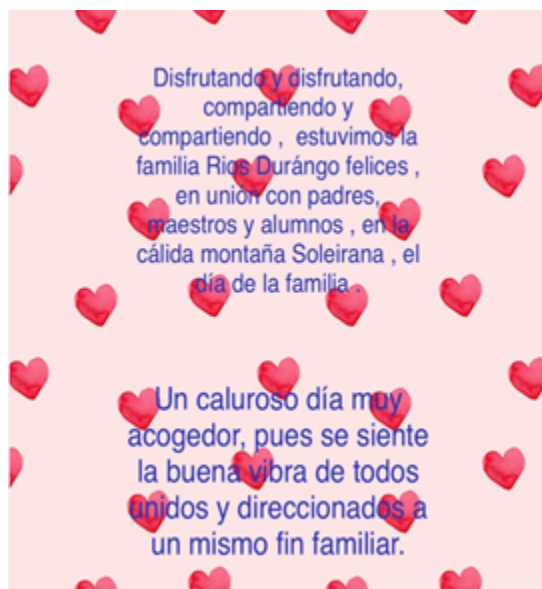 Disfrutando y disfrutando,
compartiendo y
compartiendo ,  estuvimos la
familia Rios Durángo felices ,
en unión con padres,
maestros y alumnos , en la
cálida montaña Soleirana , el
día de la familia .
Un caluroso día muy
acogedor, pues se siente
la buena vibra de todos
unidos y direccionados a
un mismo fin familiar.